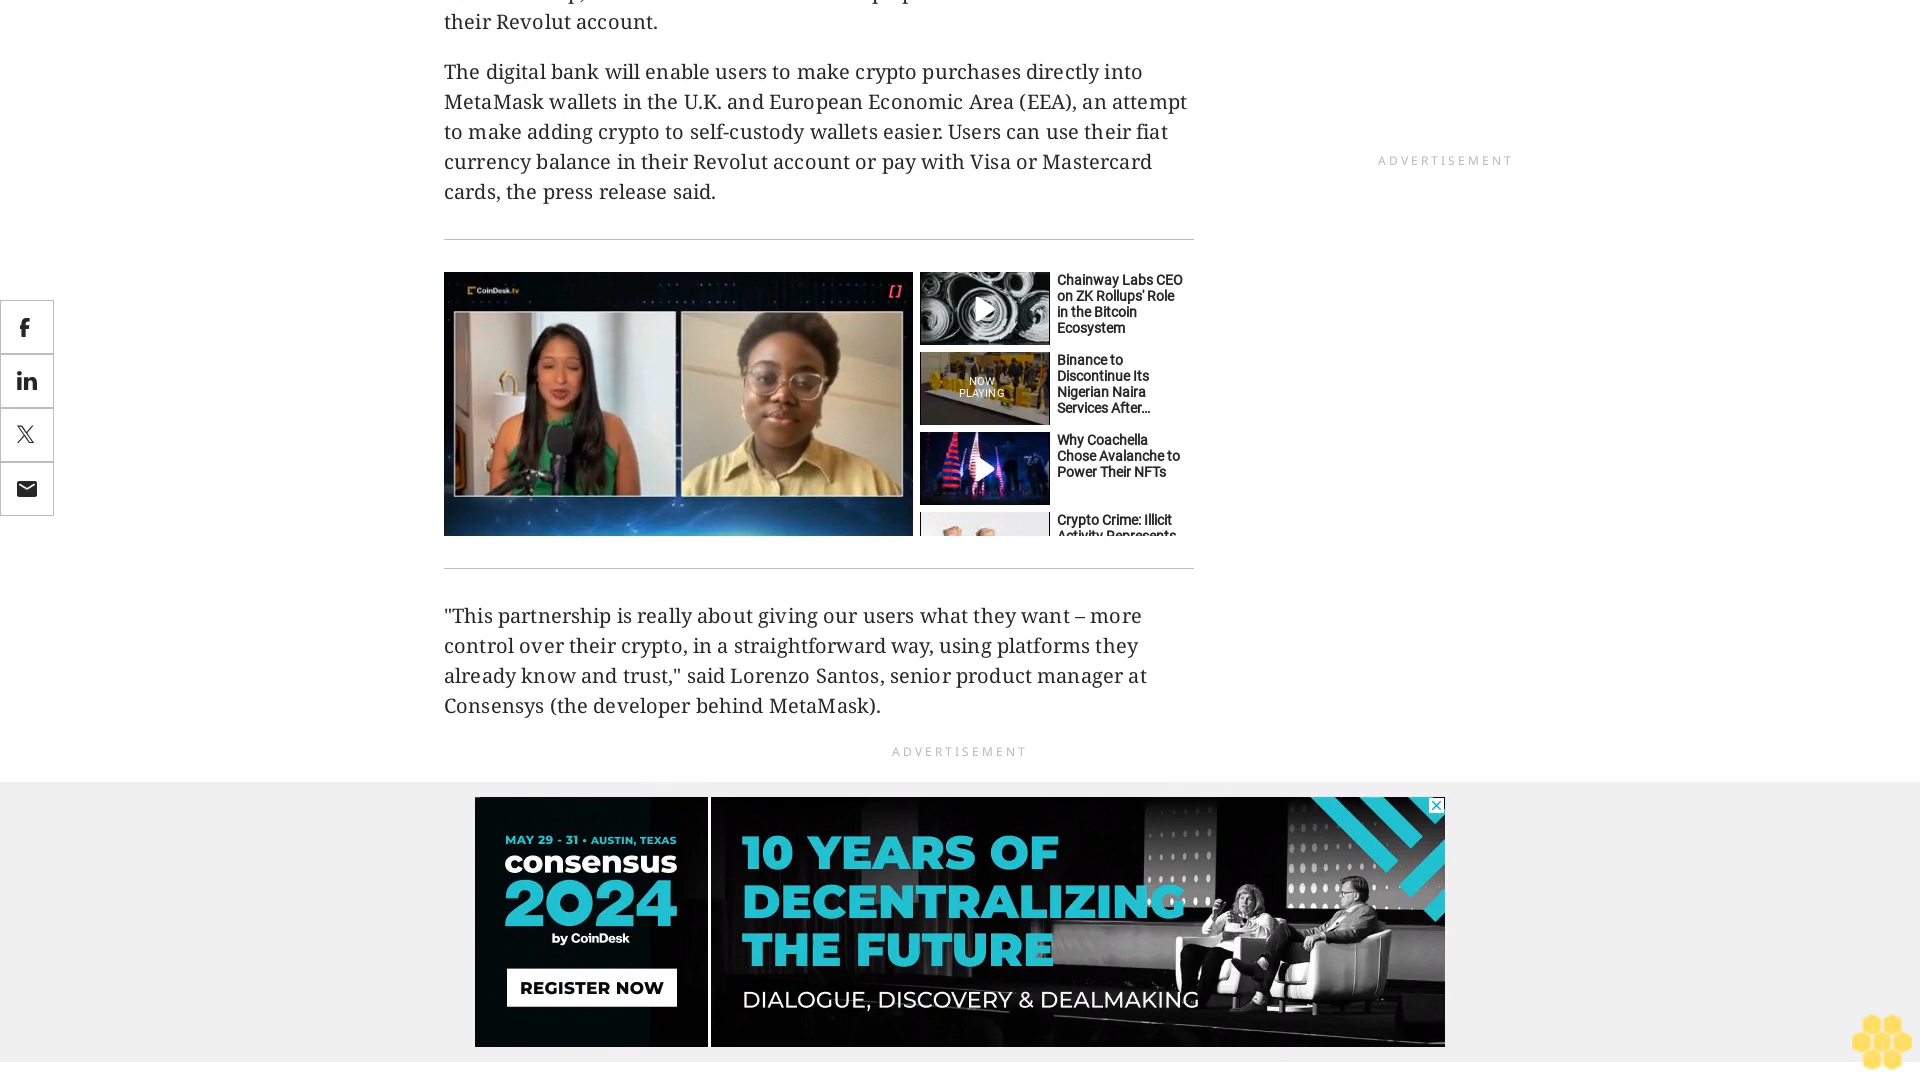 their Revolut account.
The digital bank will enable users to make crypto purchases directly into
MetaMask wallets in the U.K. and European Economic Area (EEA), an attempt
to make adding crypto to self-custody wallets easier. Users can use their fiat
currency balance in their Revolut account or pay with Visa or Mastercard
cards, the press release said.
ADVERTISEMENT
CoinDesk.tv
Chainway Labs CEO
on ZK Rollups' Role
in the Bitcoin
Ecosystem
NOW
PLAYING
Binance to
Discontinue Its
Nigerian Naira
Services After...
Why Coachella
Chose Avalanche to
Power Their NFTs
Crypto Crime: Illicit
Activity Represents
"This partnership is really about giving our users what they want – more
control over their crypto, in a straightforward way, using platforms they
already know and trust," said Lorenzo Santos, senior product manager at
Consensys (the developer behind MetaMask).
ADVERTISEMENT
MAY 29 - 31 • AUSTIN, TEXAS
consensus
2024
by CoinDesk
REGISTER NOW
10 YEARS OF
DECENTRALIZING
THE FUTURE
DIALOGUE, DISCOVERY & DEALMAKING